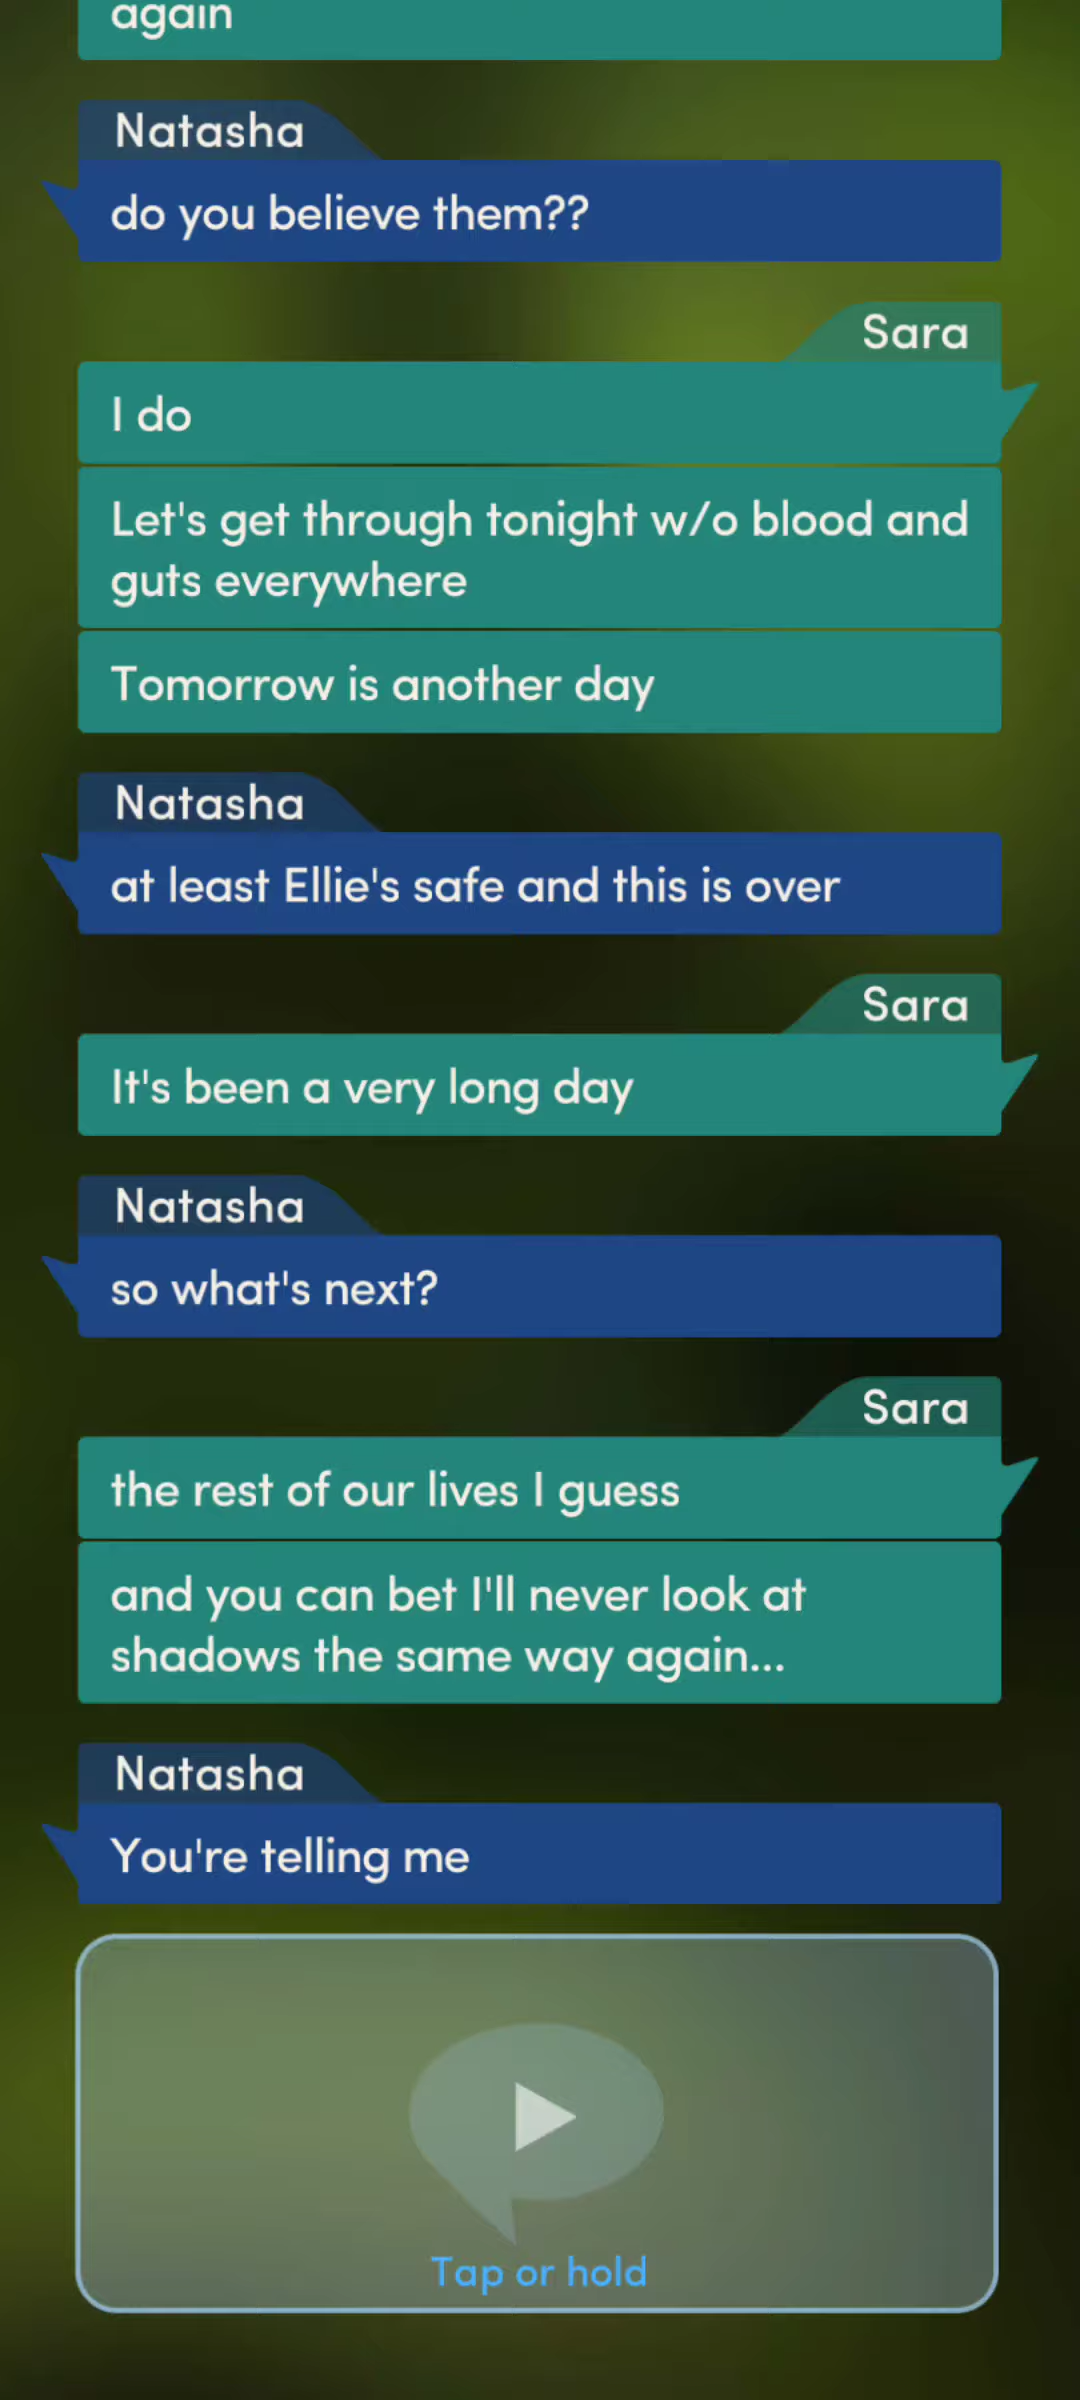 again
Natasha
do you believe them??
Sara
I do
Let's get through tonight w/o blood and
guts everywhere
Tomorrow is another day
Natasha
at least Ellie's safe and this is over
Sara
It's been a very long day
Natasha
so what's next?
Sara
the rest of our lives I guess
and you can bet I'll never look at
shadows the same way again...
Natasha
You're telling me
Tap or hold